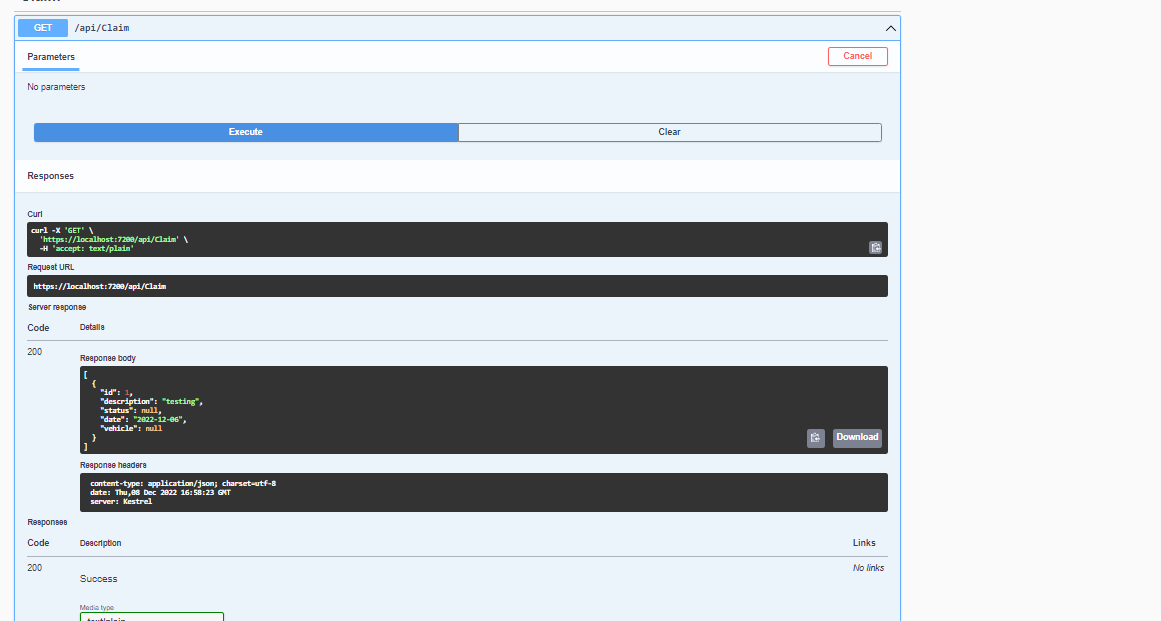 GET /api/Claim
Parameters Cancel
No parameters
Execute Clear
Responses
Curl
curl -X 'GET' \
'https://localhost:7200/api/Claim' \
-H 'accept: text/plain'
Request URL
https://localhost:7200/api/Claim
Server response
Code Details
200
Response body
[
{
"id": 1,
"description": "testing",
"status": null,
"date": "2022-12-06",
"vehicle": null
}
]
Download
Response headers
content-type: application/json; charset=utf-8
date: Thu,08 Dec 2022 16:58:23 GMT
server: Kestrel
Responses
Code Description Links
200 Success No links
Media type
text/plain